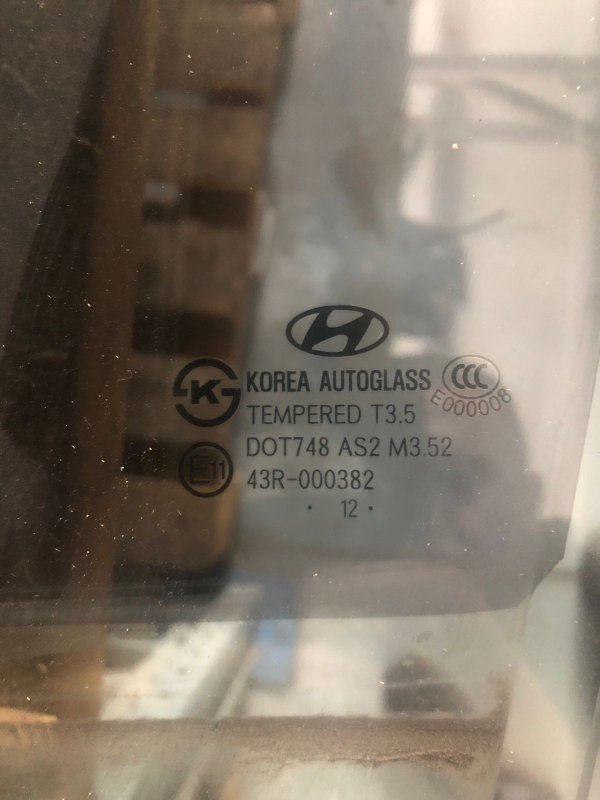 KOREA AUTOGLASS
CCC
E000008
K
TEMPERED T3.5
DOT748 AS2 M3.52
E11
43R-000382
· 12 ·